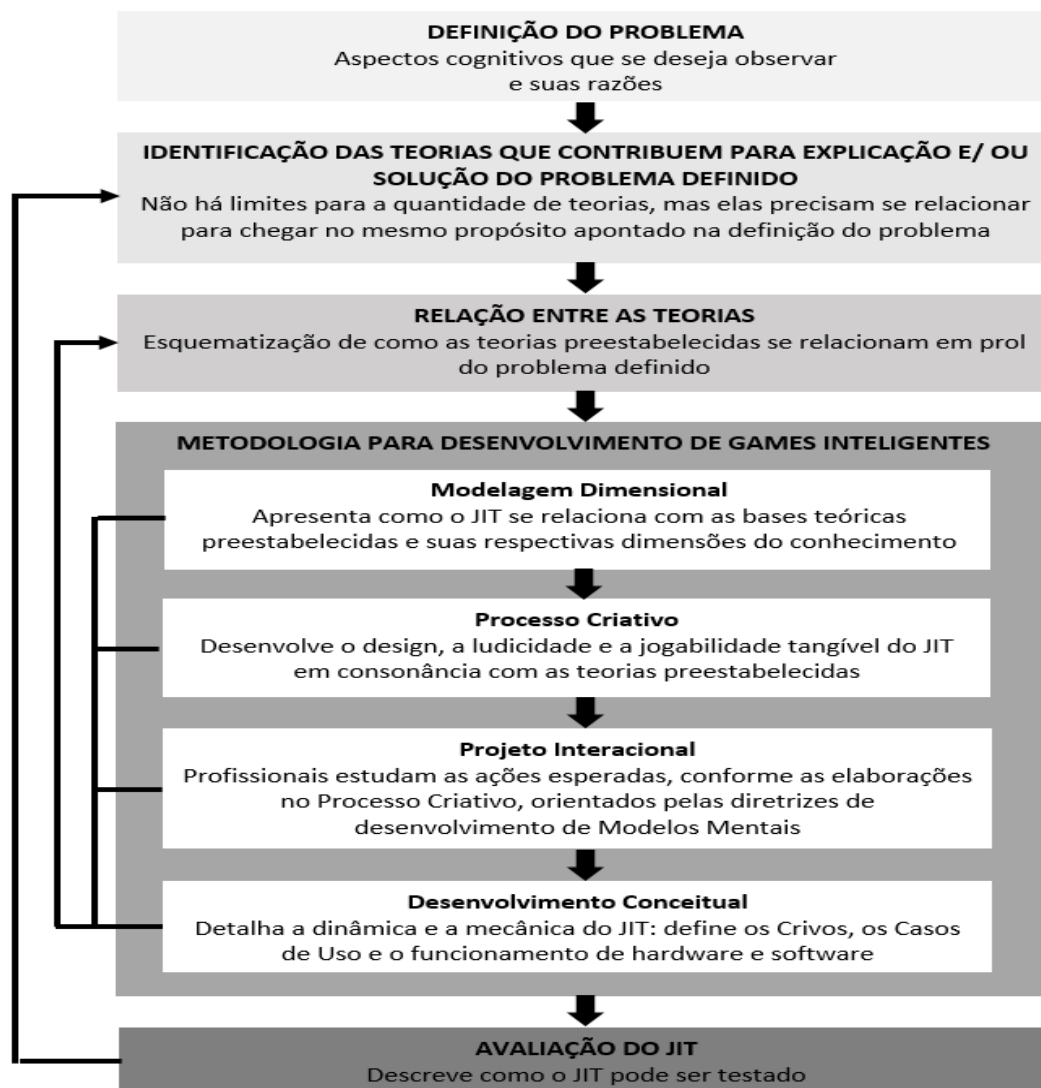 DEFINIÇÃO DO PROBLEMA
Aspectos cognitivos que se deseja observar
e suas razões
IDENTIFICAÇÃO DAS TEORIAS QUE CONTRIBUEM PARA EXPLICAÇÃO E/ OU
SOLUÇÃO DO PROBLEMA DEFINIDO
Não há limites para a quantidade de teorias, mas elas precisam se relacionar
para chegar no mesmo propósito apontado na definição do problema
RELAÇÃO ENTRE AS TEORIAS
Esquematização de como as teorias preestabelecidas se relacionam em prol
do problema definido
METODOLOGIA PARA DESENVOLVIMENTO DE GAMES INTELIGENTES
Modelagem Dimensional
Apresenta como o JIT se relaciona com as bases teóricas
preestabelecidas e suas respectivas dimensões do conhecimento
Processo Criativo
Desenvolve o design, a ludicidade e a jogabilidade tangível do JIT
em consonância com as teorias preestabelecidas
Projeto Interacional
Profissionais estudam as ações esperadas, conforme as elaborações
no Processo Criativo, orientados pelas diretrizes de
desenvolvimento de Modelos Mentais
Desenvolvimento Conceitual
Detalha a dinâmica e a mecânica do JIT: define os Crivos, os Casos
de Uso e o funcionamento de hardware e software
AVALIAÇÃO DO JIT
Descreve como o JIT pode ser testado